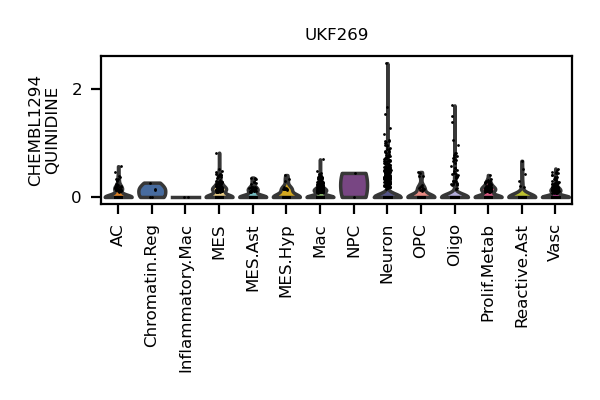 UKF269
CHEMBL1294
QUINIDINE
2
0
AC
Chromatin.Reg
Inflammatory.Mac
MES
MES.Ast
MES.Hyp
Mac
NPC
Neuron
OPC
Oligo
Prolif.Metab
Reactive.Ast
Vasc